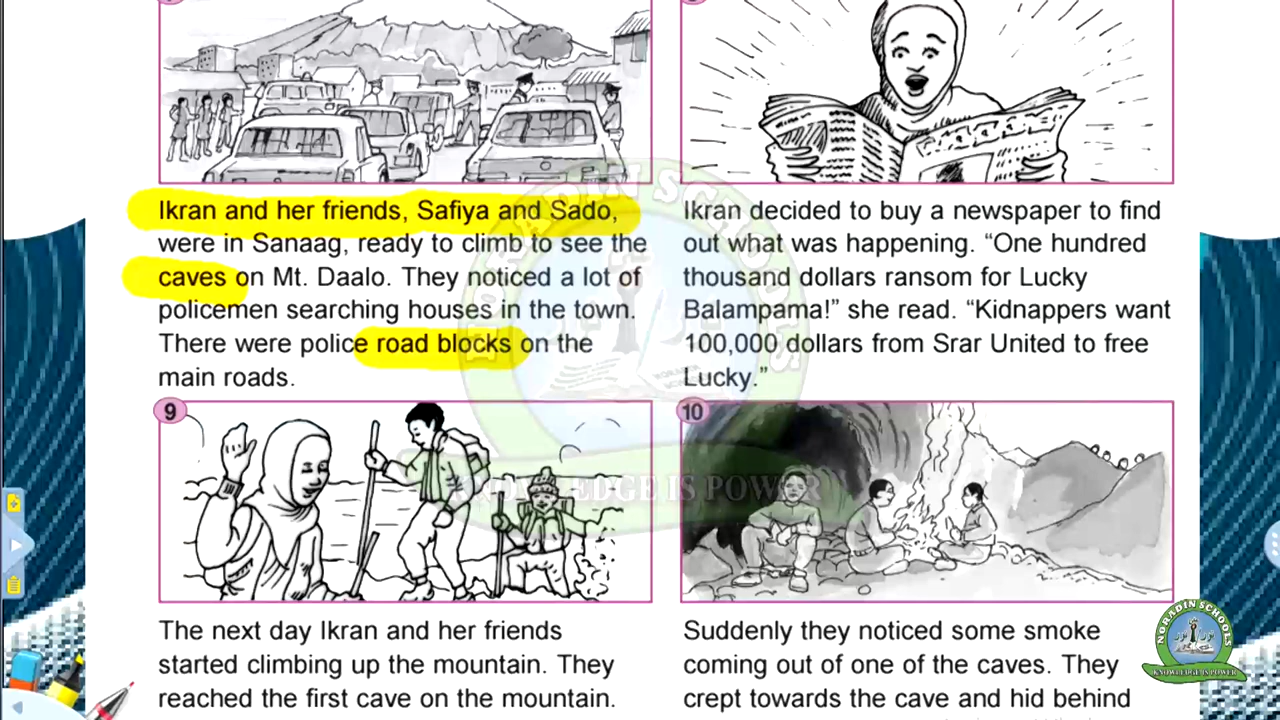 Ikran and her friends, Safiya and Sado,
were in Sanaag, ready to climb to see the
caves on Mt. Daalo. They noticed a lot of
policemen searching houses in the town.
There were police road blocks on the
main roads.
Ikran decided to buy a newspaper to find
out what was happening. “One hundred
thousand dollars ransom for Lucky
Balampama!” she read. “Kidnappers want
100,000 dollars from Srar United to free
Lucky.”
9
The next day Ikran and her friends
started climbing up the mountain. They
reached the first cave on the mountain.
10
Suddenly they noticed some smoke
coming out of one of the caves. They
crept towards the cave and hid behind
NORADIN SCHOOLS
KNOWLEDGE IS POWER
NORADIN SCHOOLS
KNOWLEDGE IS POWER